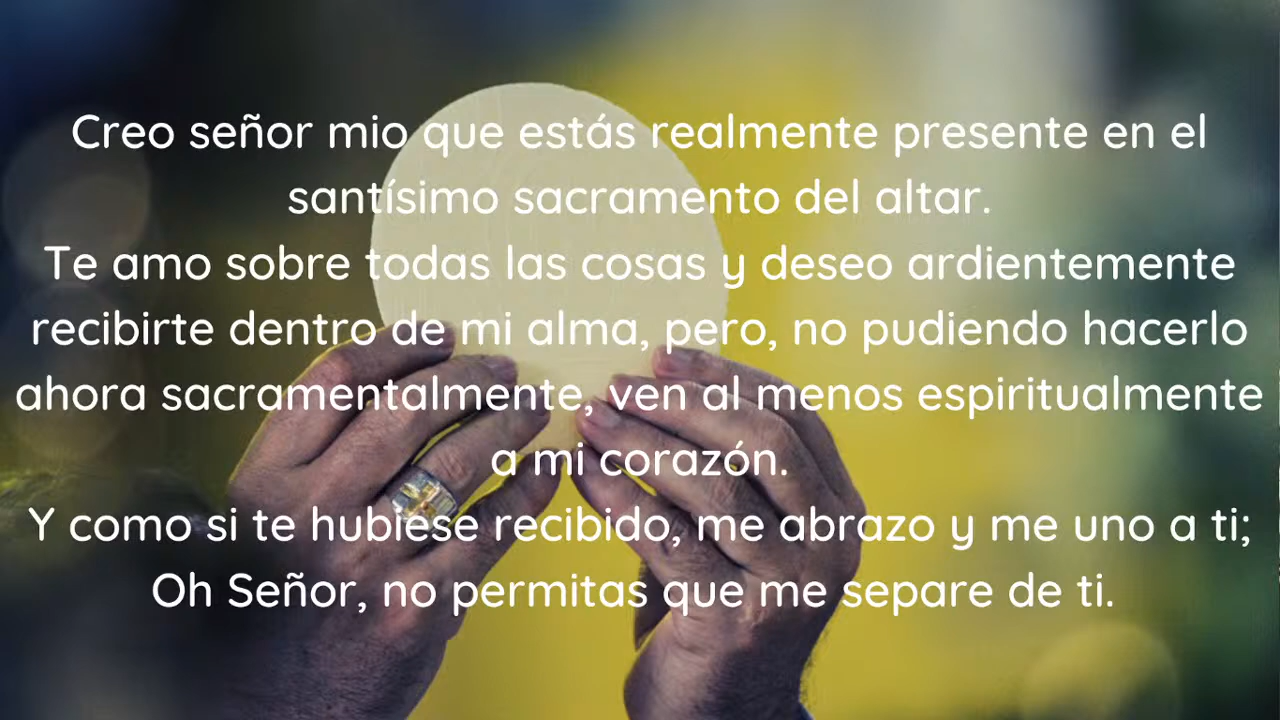 Creo señor mio que estás realmente presente en el
santísimo sacramento del altar.
Te amo sobre todas las cosas y deseo ardientemente
recibirte dentro de mi alma, pero, no pudiendo hacerlo
ahora sacramentalmente, ven al menos espiritualmente
a mi corazón.
Y como si te hubiese recibido, me abrazo y me uno a ti;
Oh Señor, no permitas que me separe de ti.